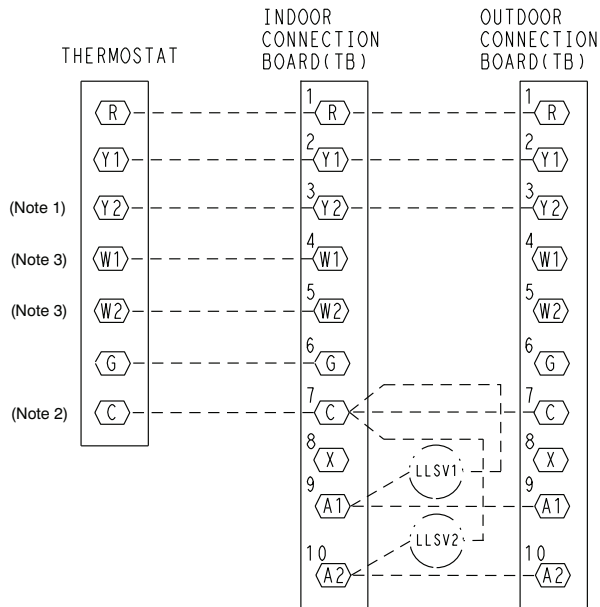 INDOOR CONNECTION BOARD(TB)
OUTDOOR CONNECTION BOARD(TB)
THERMOSTAT
R 1 R 1 R
Y1 2 Y1 2 Y1
(Note 1) Y2 3 Y2 3 Y2
(Note 3) W1 4 W1 4 W1
(Note 3) W2 5 W2 5 W2
G 6 G 6 G
(Note 2) C 7 C 7 C
8 X 8 X
LLSV1
9 A1 9 A1
LLSV2
10 A2 10 A2